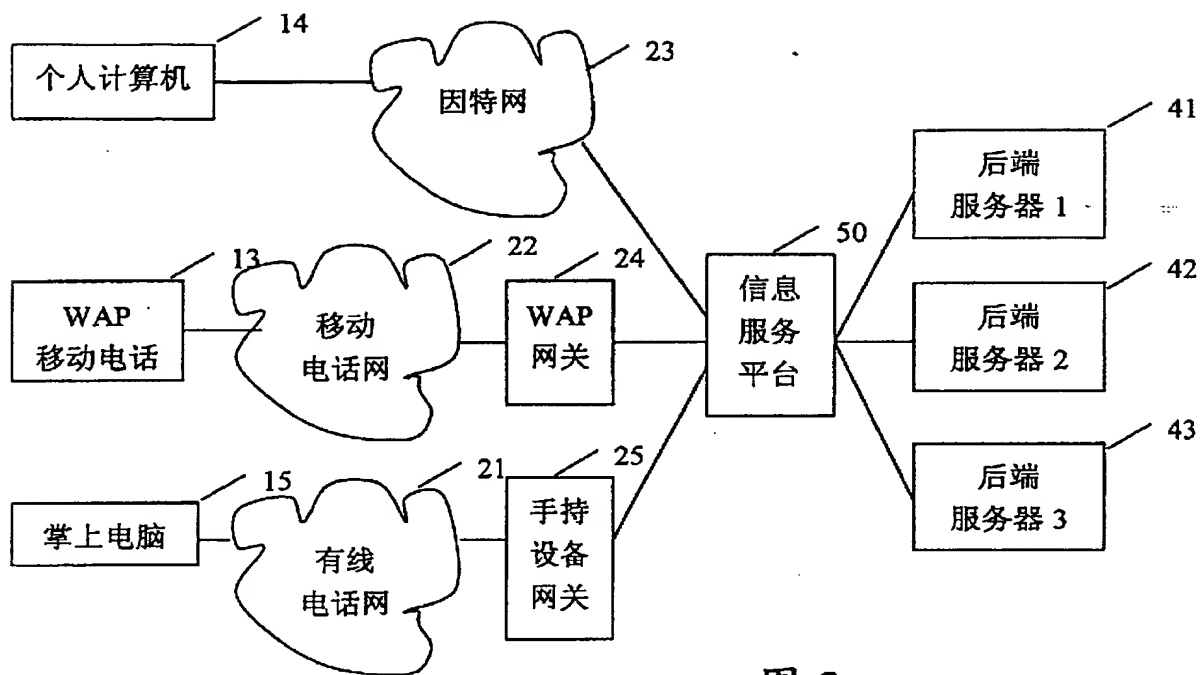 14
个人计算机
23
因特网
41
后端
服务器 1
13
WAP
移动电话
22
移动
电话网
24
WAP
网关
50
信息
服务
平台
42
后端
服务器 2
15
掌上电脑
21
有线
电话网
25
手持
设备
网关
43
后端
服务器 3